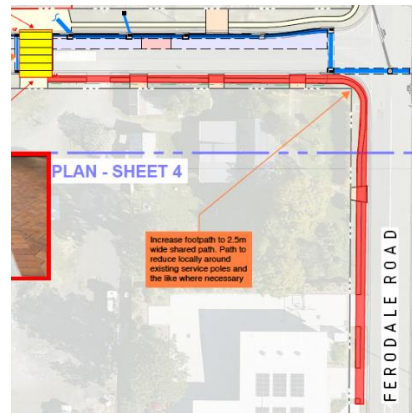 PLAN - SHEET 4
Increase footpath to 2.5m
wide shared path. Path to
reduce locally around
existing service poles and
the like where necessary
FERODALE ROAD